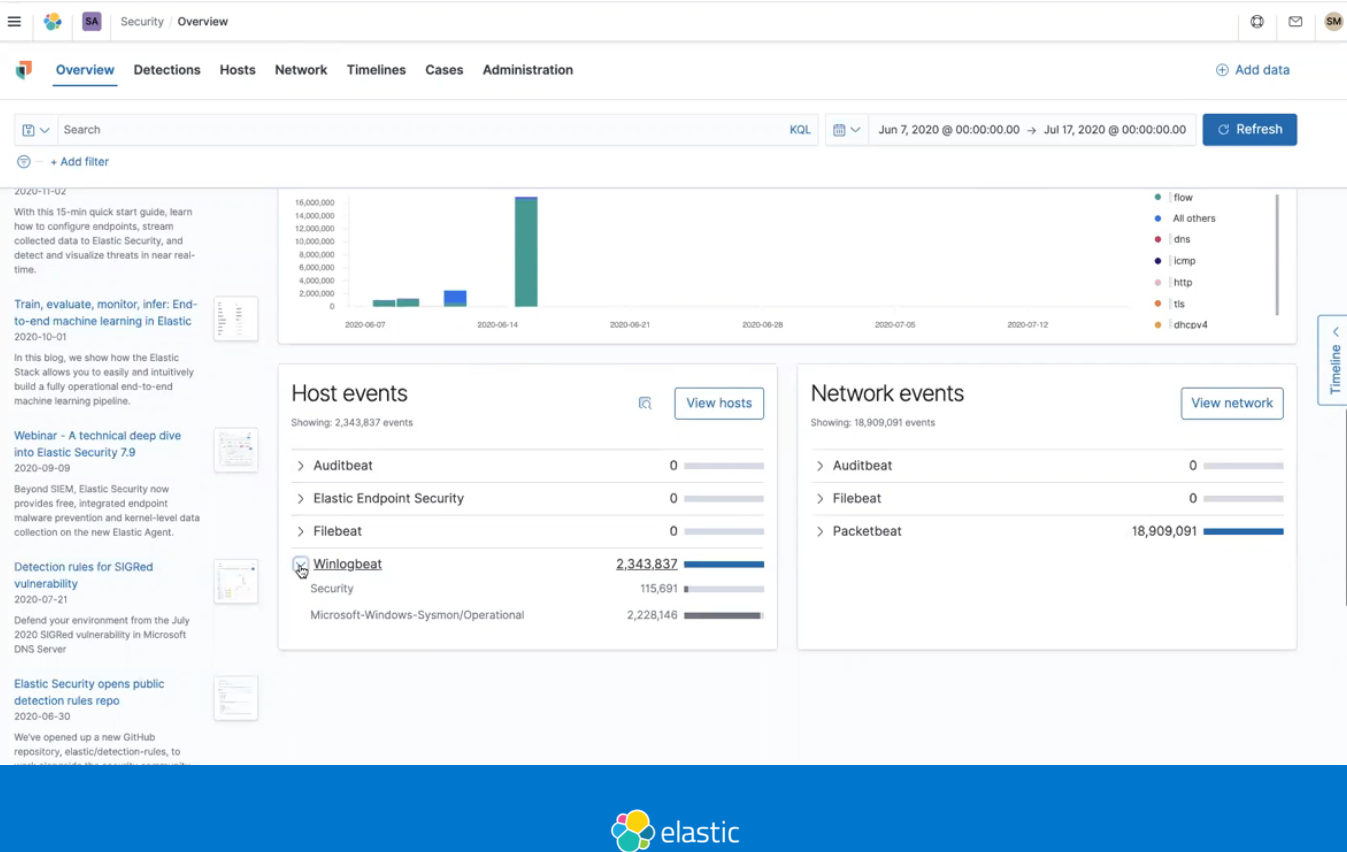 SA Security / Overview
SM
Overview Detections Hosts Network Timelines Cases Administration
Add data
Search
KQL
Jun 7, 2020 @ 00:00:00.00 → Jul 17, 2020 @ 00:00:00.00
Refresh
+ Add filter
2020-11-02
With this 15-min quick start guide, learn
how to configure endpoints, stream
collected data to Elastic Security, and
detect and visualize threats in near real-
time.
Train, evaluate, monitor, infer: End-
to-end machine learning in Elastic
2020-10-01
In this blog, we show how the Elastic
Stack allows you to easily and intuitively
build a fully operational end-to-end
machine learning pipeline.
Webinar - A technical deep dive
into Elastic Security 7.9
2020-09-09
Beyond SIEM, Elastic Security now
provides free, integrated endpoint
malware prevention and kernel-level data
collection on the new Elastic Agent.
Detection rules for SIGRed
vulnerability
2020-07-21
Defend your environment from the July
2020 SIGRed vulnerability in Microsoft
DNS Server
Elastic Security opens public
detection rules repo
2020-06-30
We've opened up a new GitHub
repository, elastic/detection-rules, to
work alongside the security community
16,000,000
14,000,000
12,000,000
10,000,000
8,000,000
6,000,000
4,000,000
2,000,000
0
2020-06-07 2020-06-14 2020-06-21 2020-06-28 2020-07-05 2020-07-12
flow
All others
dns
icmp
http
tls
dhcpv4
Timeline
Host events
View hosts
Showing: 2,343,837 events
Auditbeat 0
Elastic Endpoint Security 0
Filebeat 0
Winlogbeat 2,343,837
Security 115,691
Microsoft-Windows-Sysmon/Operational 2,228,146
Network events
View network
Showing: 18,909,091 events
Auditbeat 0
Filebeat 0
Packetbeat 18,909,091
elastic